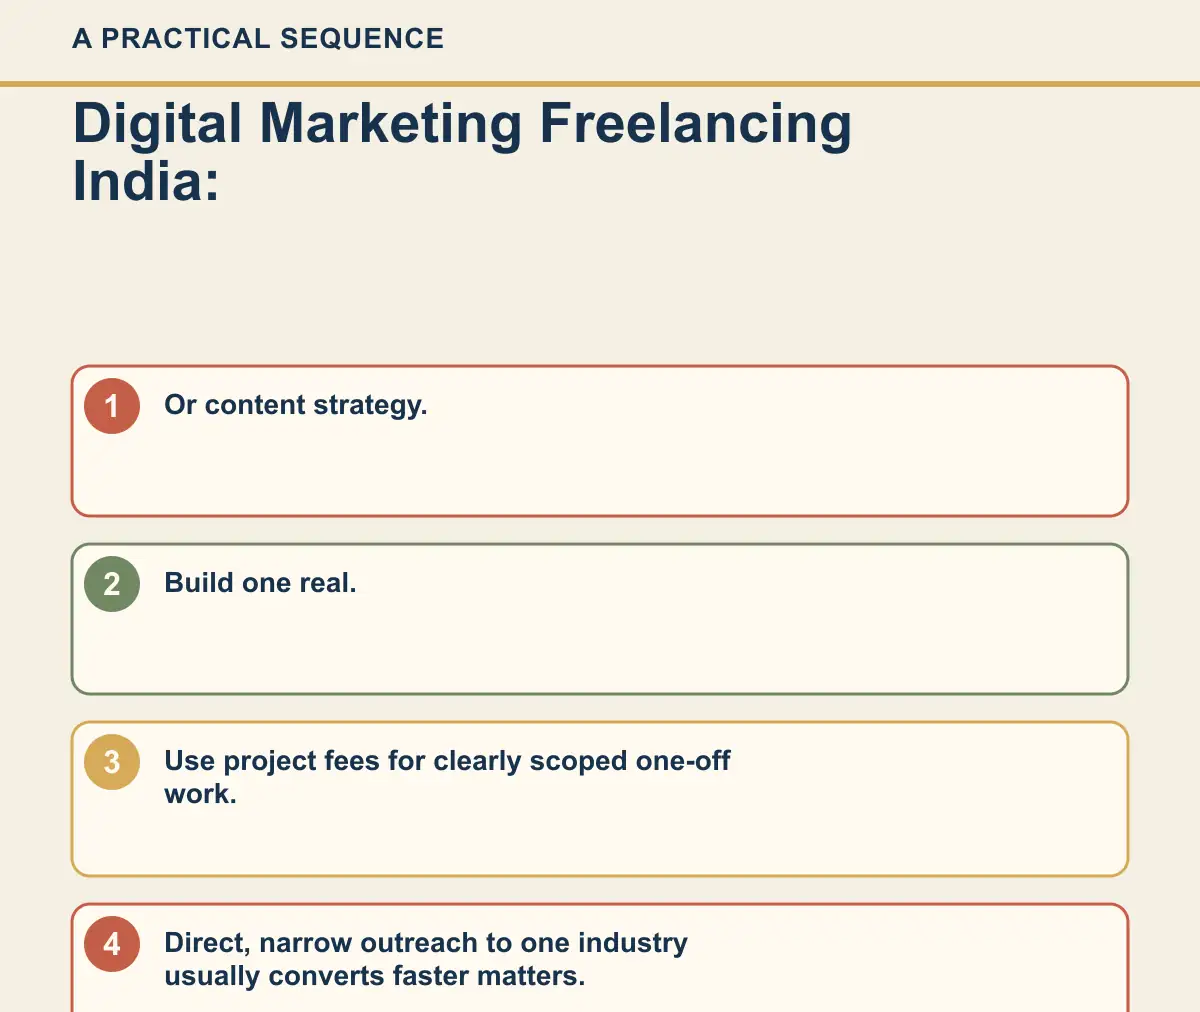 A PRACTICAL SEQUENCE
Digital Marketing Freelancing
India:
1
Or content strategy.
2
Build one real.
3
Use project fees for clearly scoped one-off
work.
4
Direct, narrow outreach to one industry
usually converts faster matters.